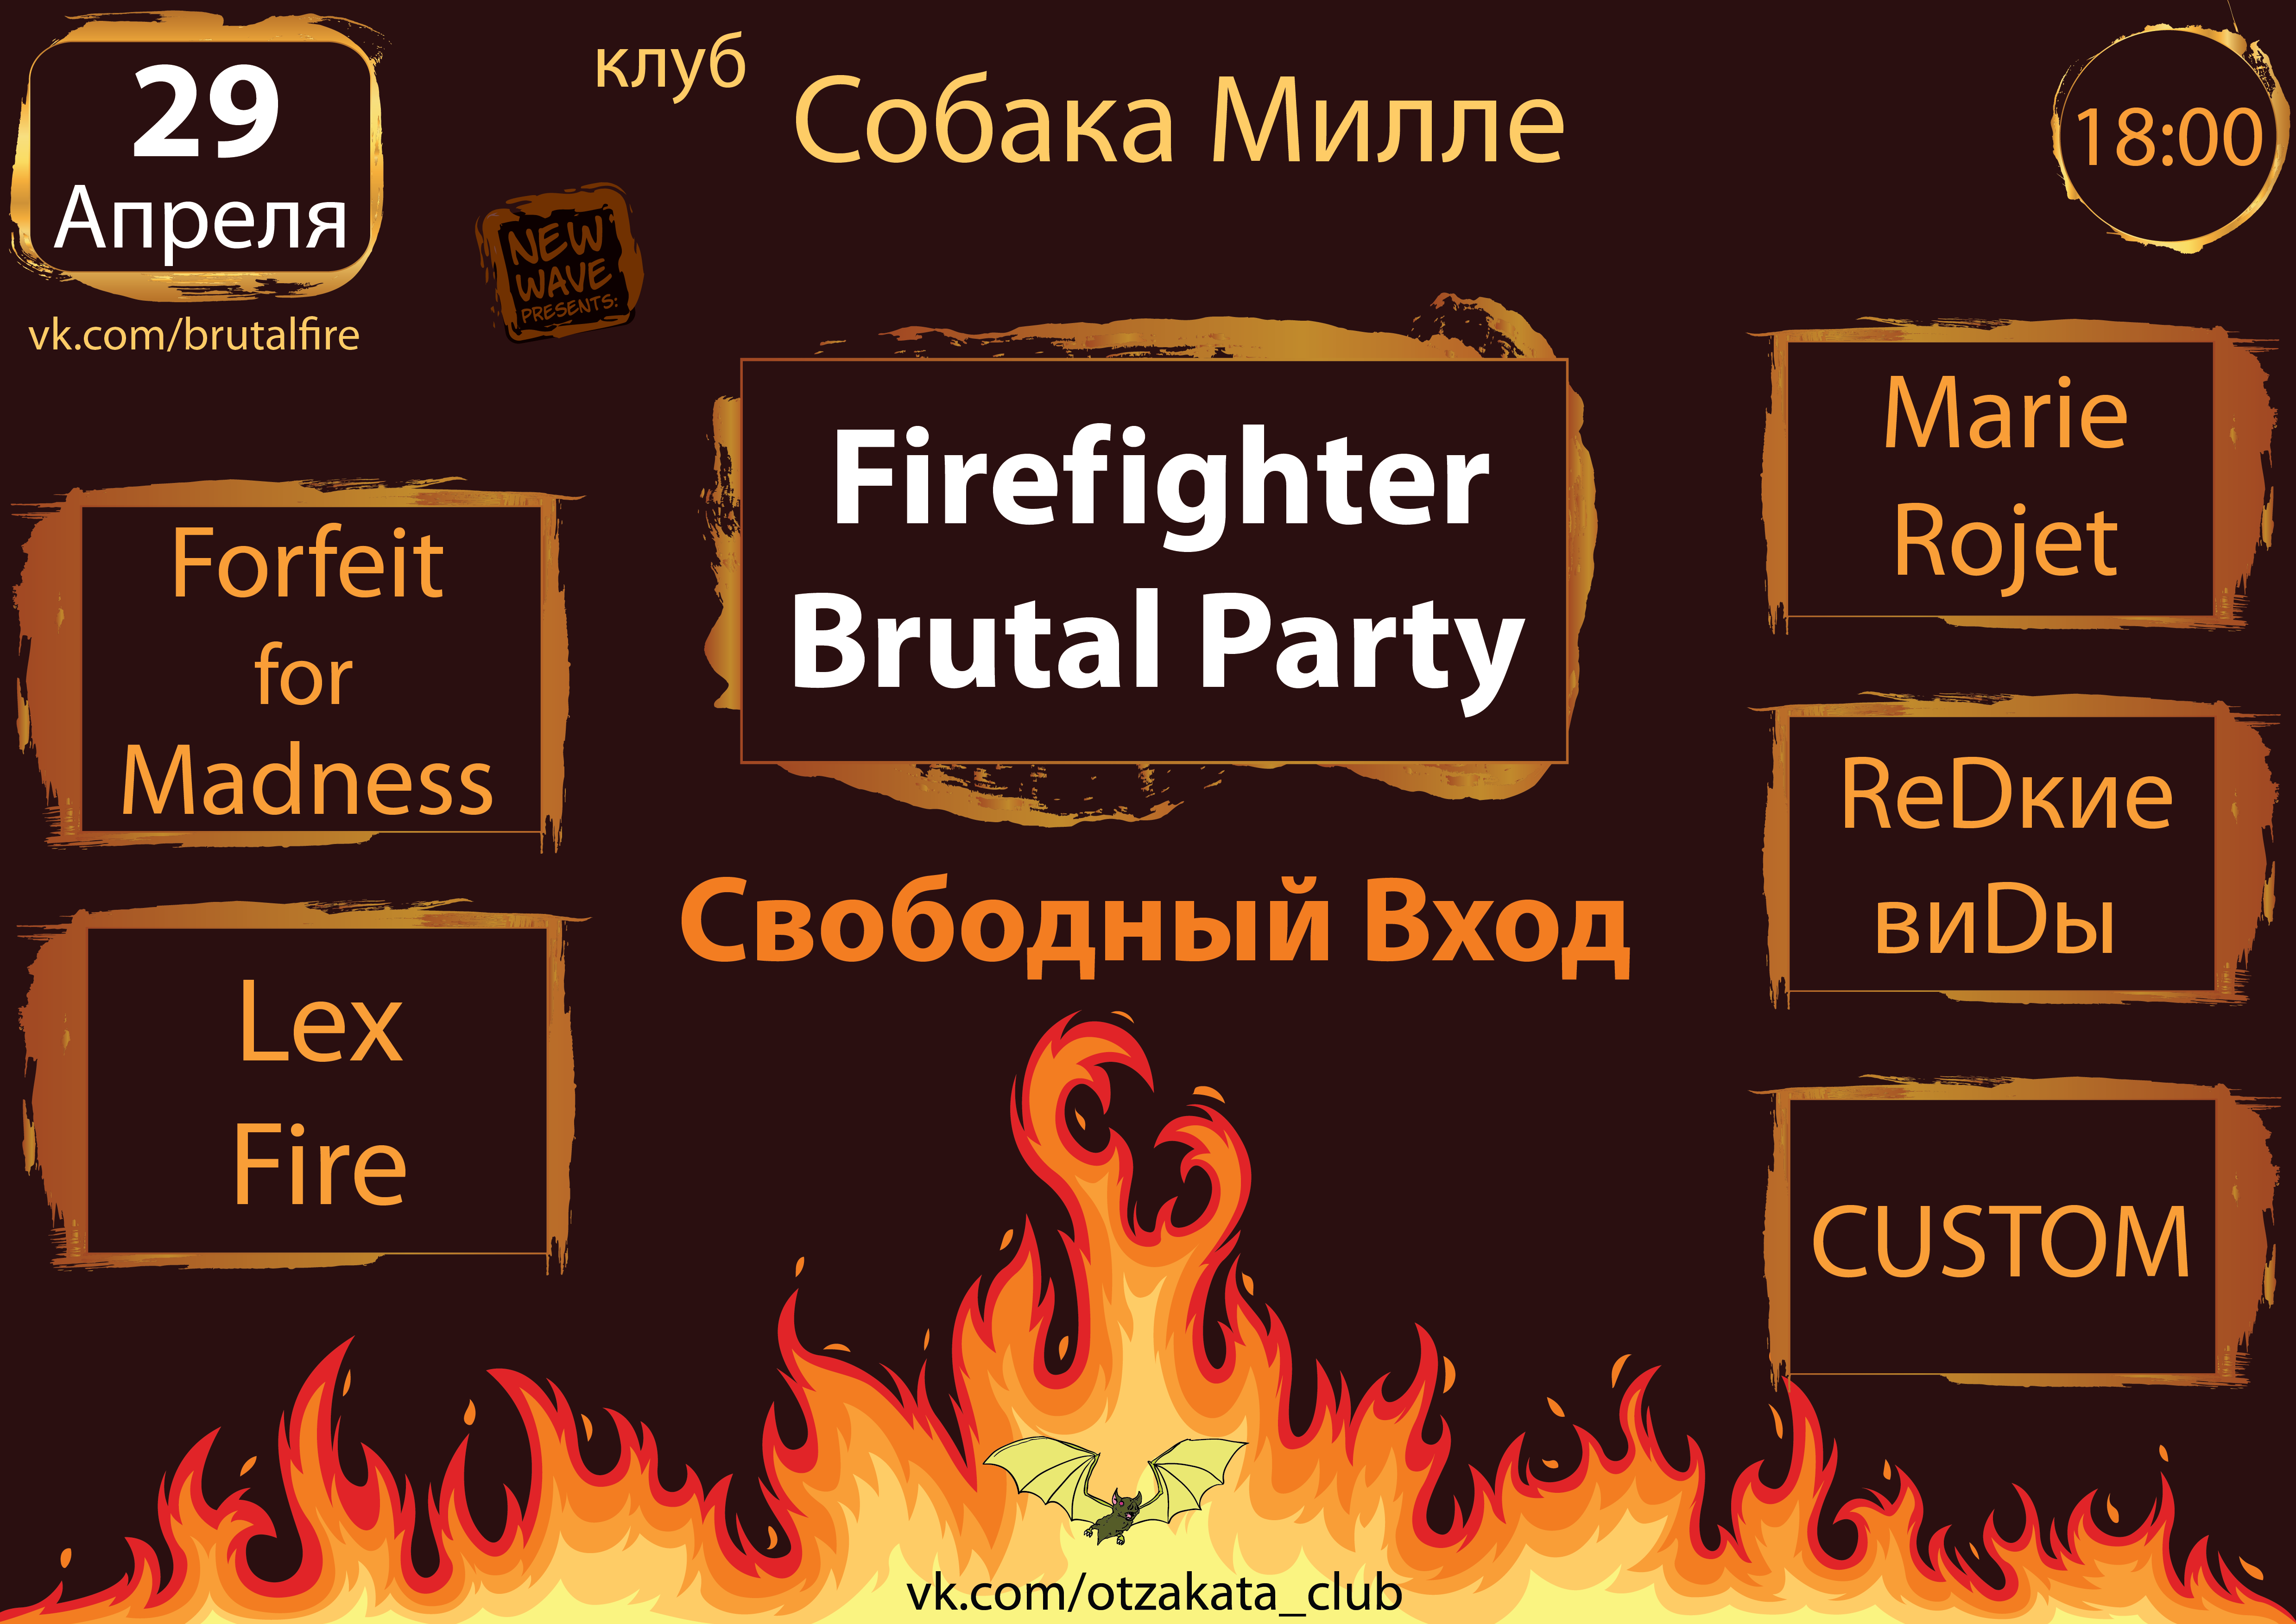 29
Апреля
vk.com/brutalfire
клуб
Собака Милле
18:00
NEW
WAVE
PRESENTS:
Firefighter
Brutal Party
Свободный Вход
Forfeit
for
Madness
Lex
Fire
Marie
Rojet
ReDкие
виDы
CUSTOM
vk.com/otzakata_club